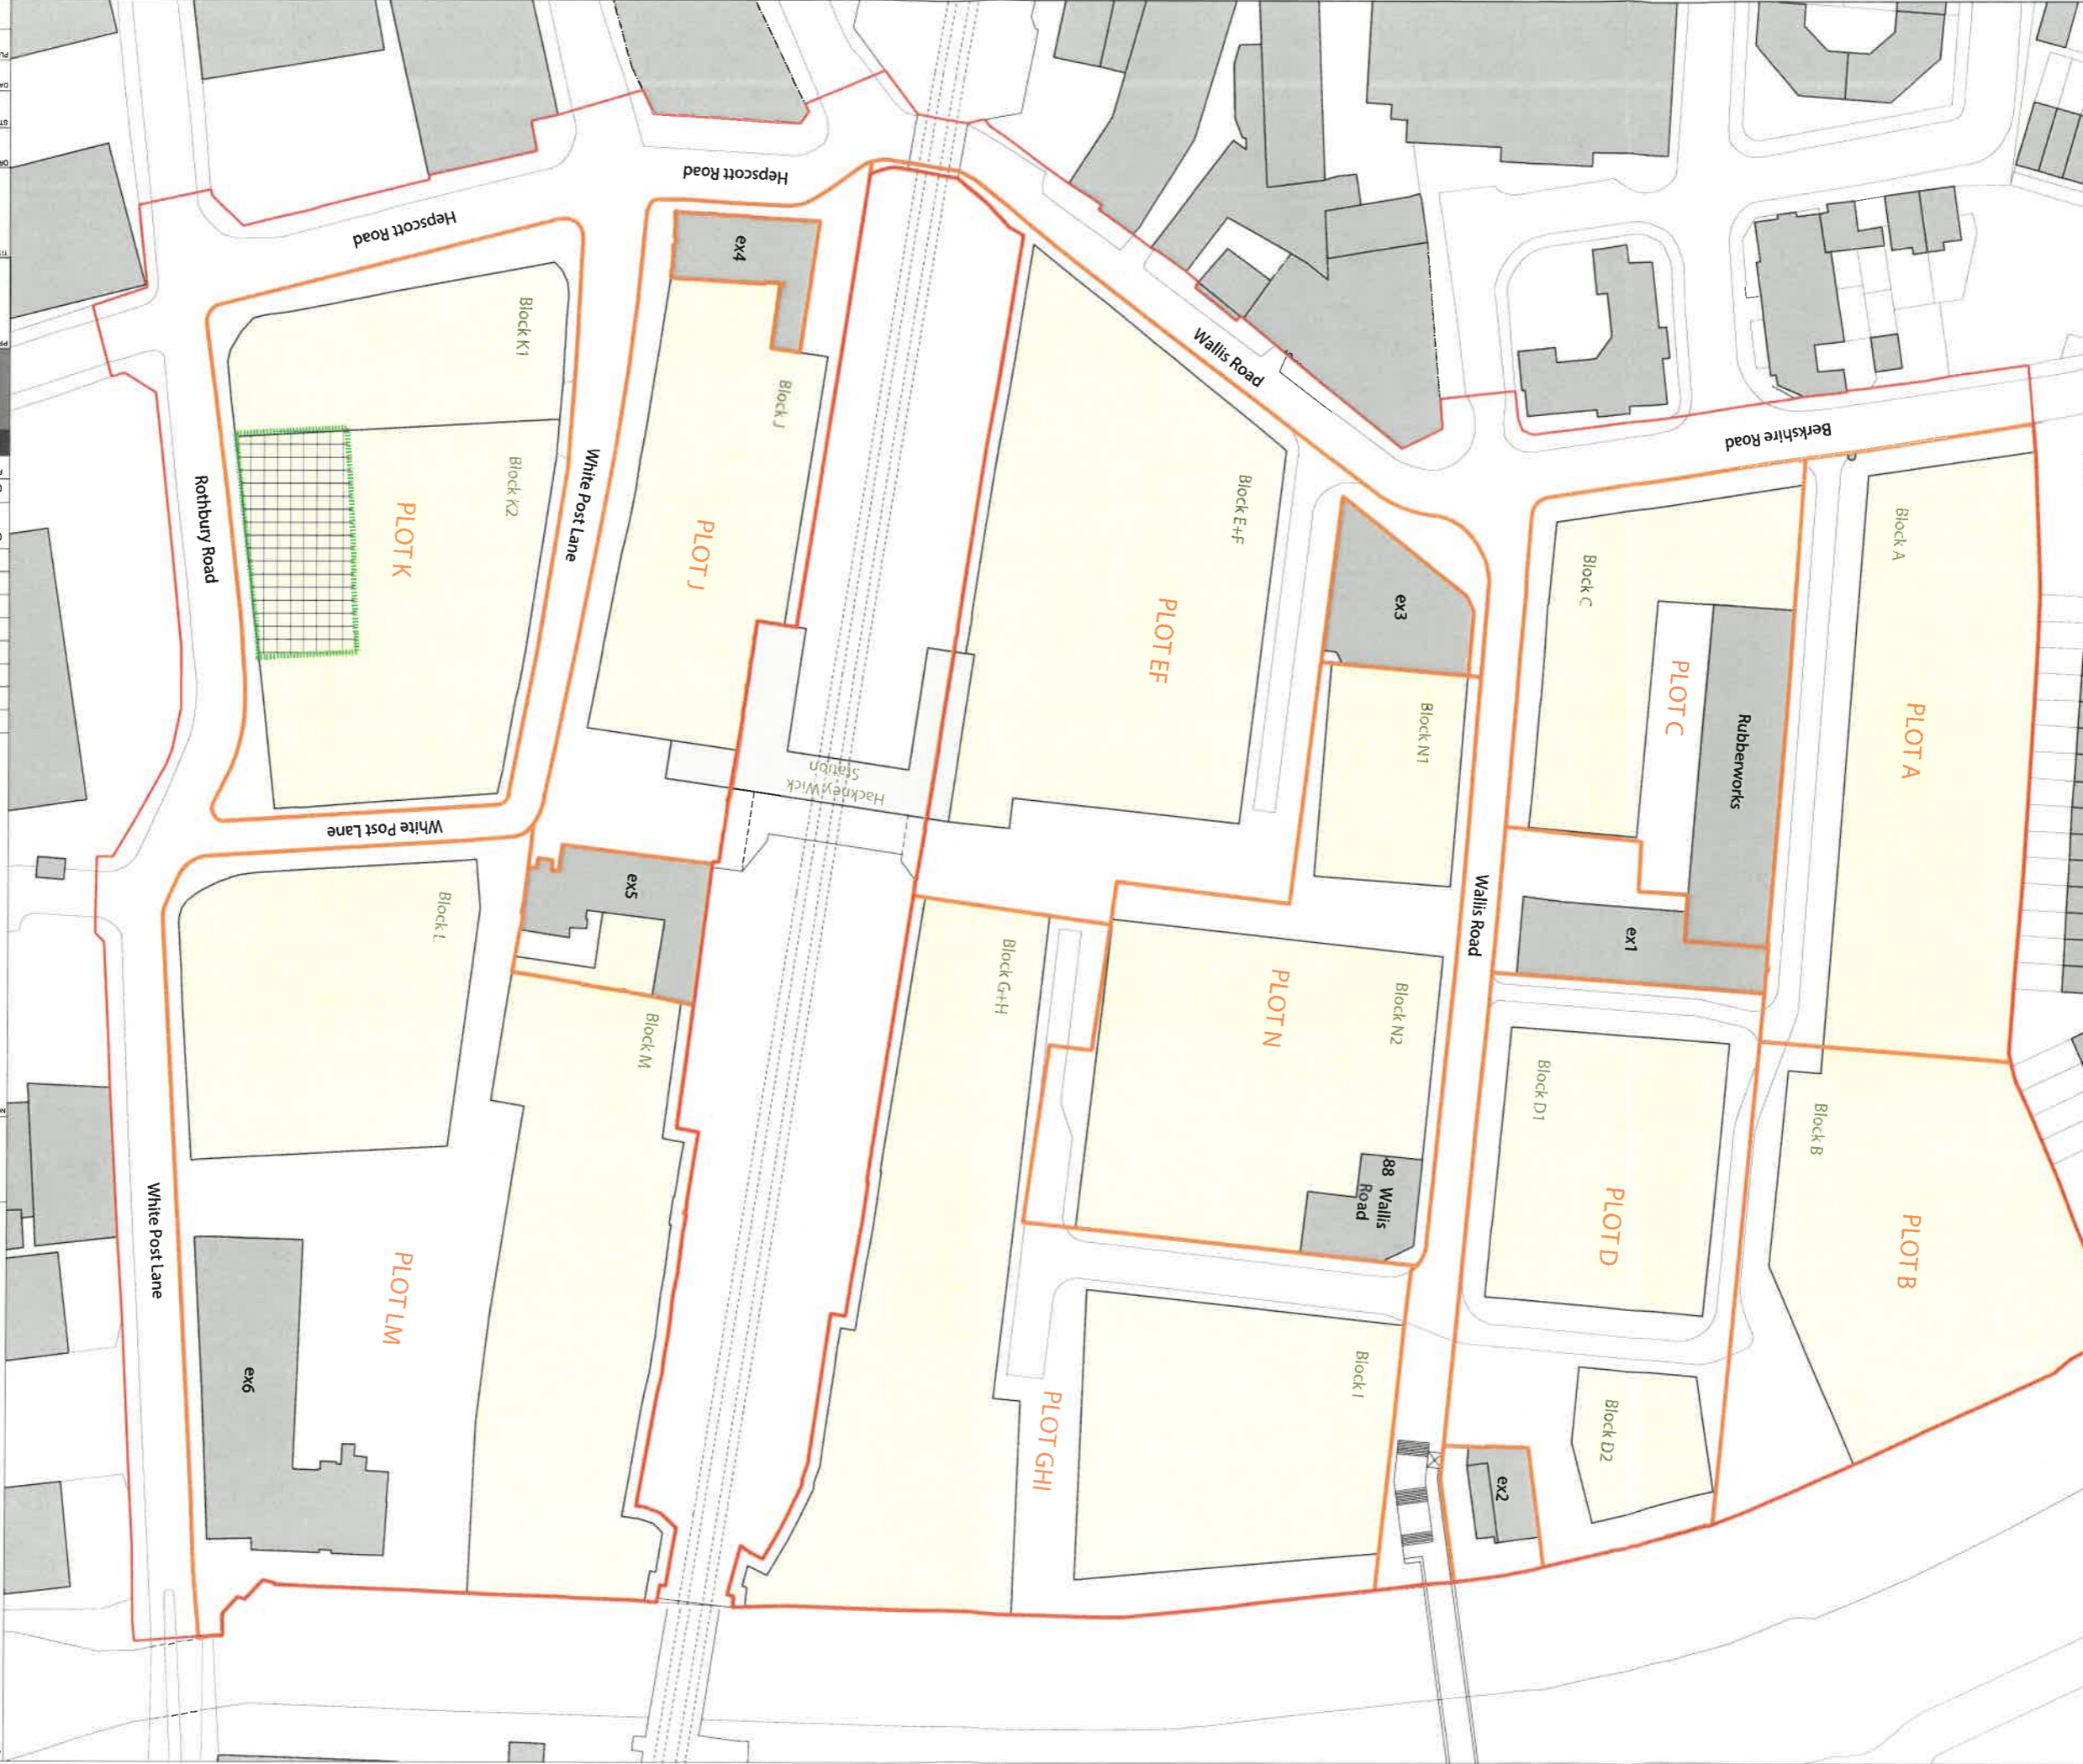 Hepscott Road
Hepscott Road
ex4
Block K1
Block J
Wallis Road
Berkshire Road
Block K2
PLOT K
Rothbury Road
White Post Lane
PLOT J
Block E+F
PLOT EF
ex3
Block C
Block A
PLOT C
PLOT A
Rubberworks
Block N1
Hackney Wick
Station
White Post Lane
ex5
Block L
Block G+H
Wallis Road
ex1
PLOT N
Block N2
Block M
Block D1
Block B
88 Wallis
Road
PLOT D
PLOT B
White Post Lane
PLOT LM
ex6
PLOT GHI
Block I
Block D2
ex2